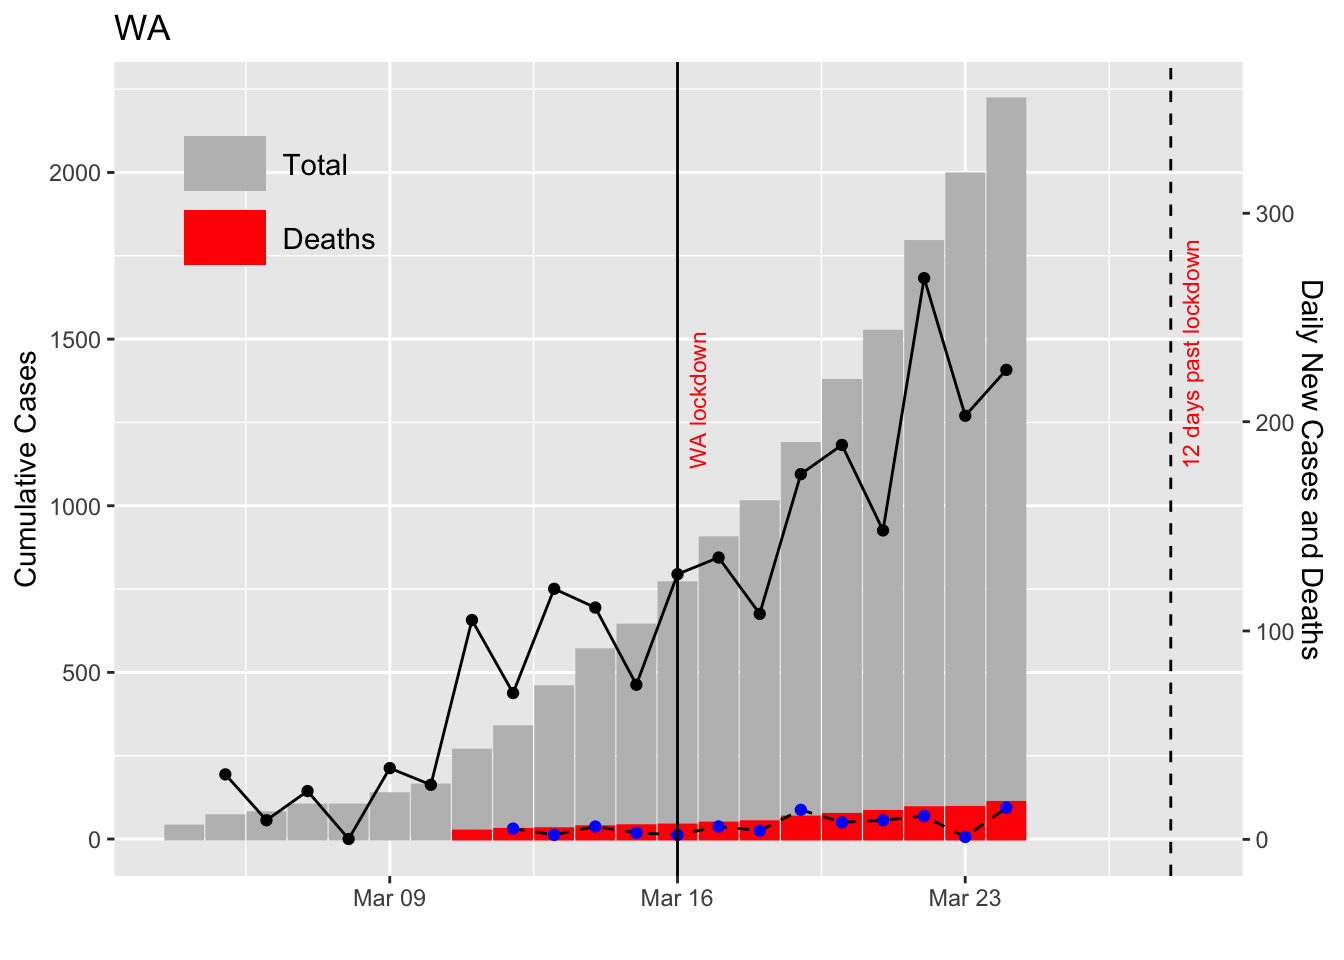 WA
Total
Deaths
2000
1500
1000
500
0
Cumulative Cases
WA lockdown
12 days past lockdown
300
200
100
0
Daily New Cases and Deaths
Mar 09
Mar 16
Mar 23